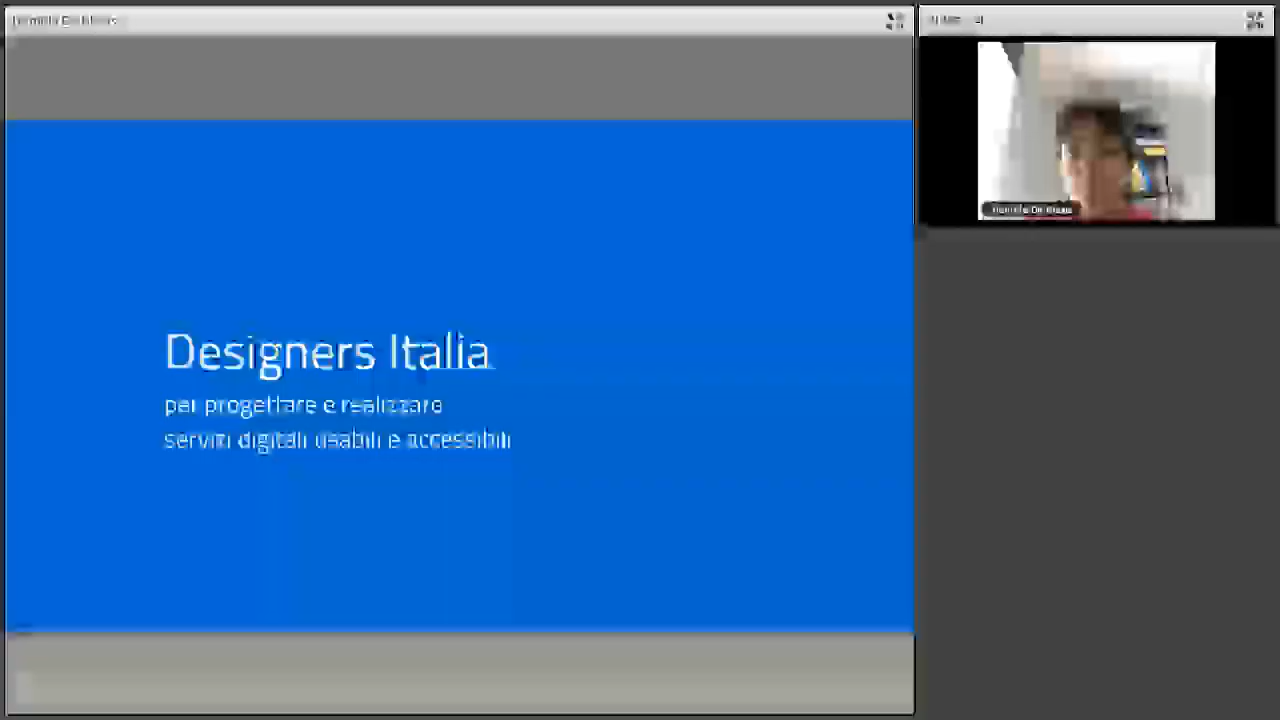 Designers Italia
per progettare e realizzare
servizi digitali usabili e accessibili